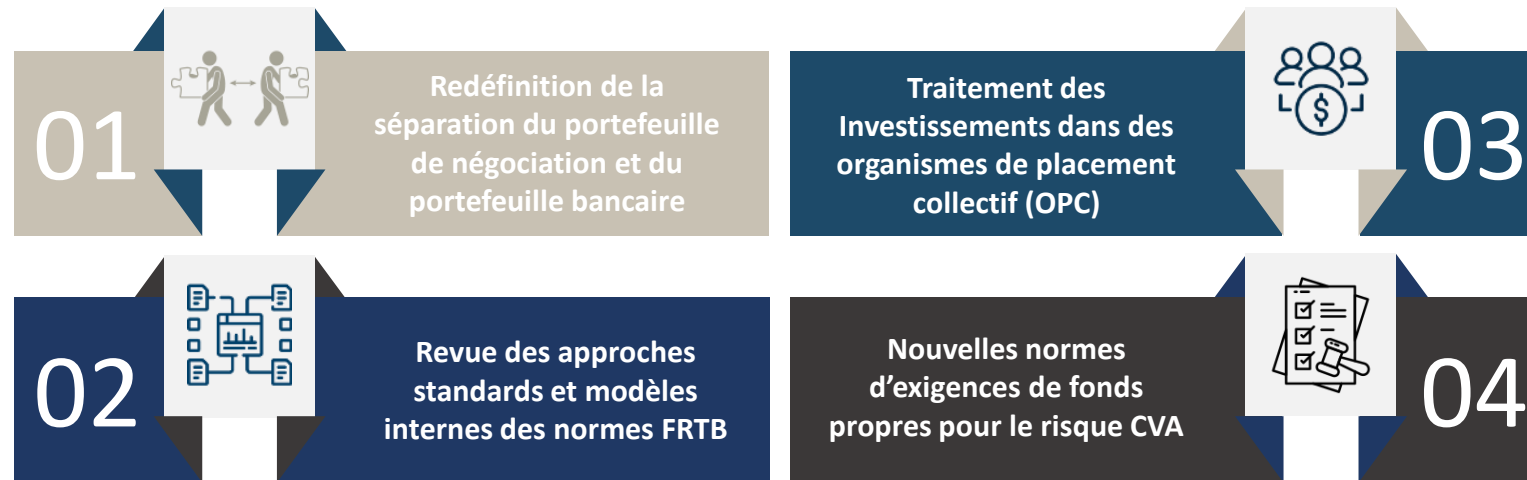 01
Redéfinition de la
séparation du portefeuille
de négociation et du
portefeuille bancaire
02
Revue des approches
standards et modèles
internes des normes FRTB
Traitement des
Investissements dans des
organismes de placement
collectif (OPC)
$
03
Nouvelles normes
d’exigences de fonds
propres pour le risque CVA
04